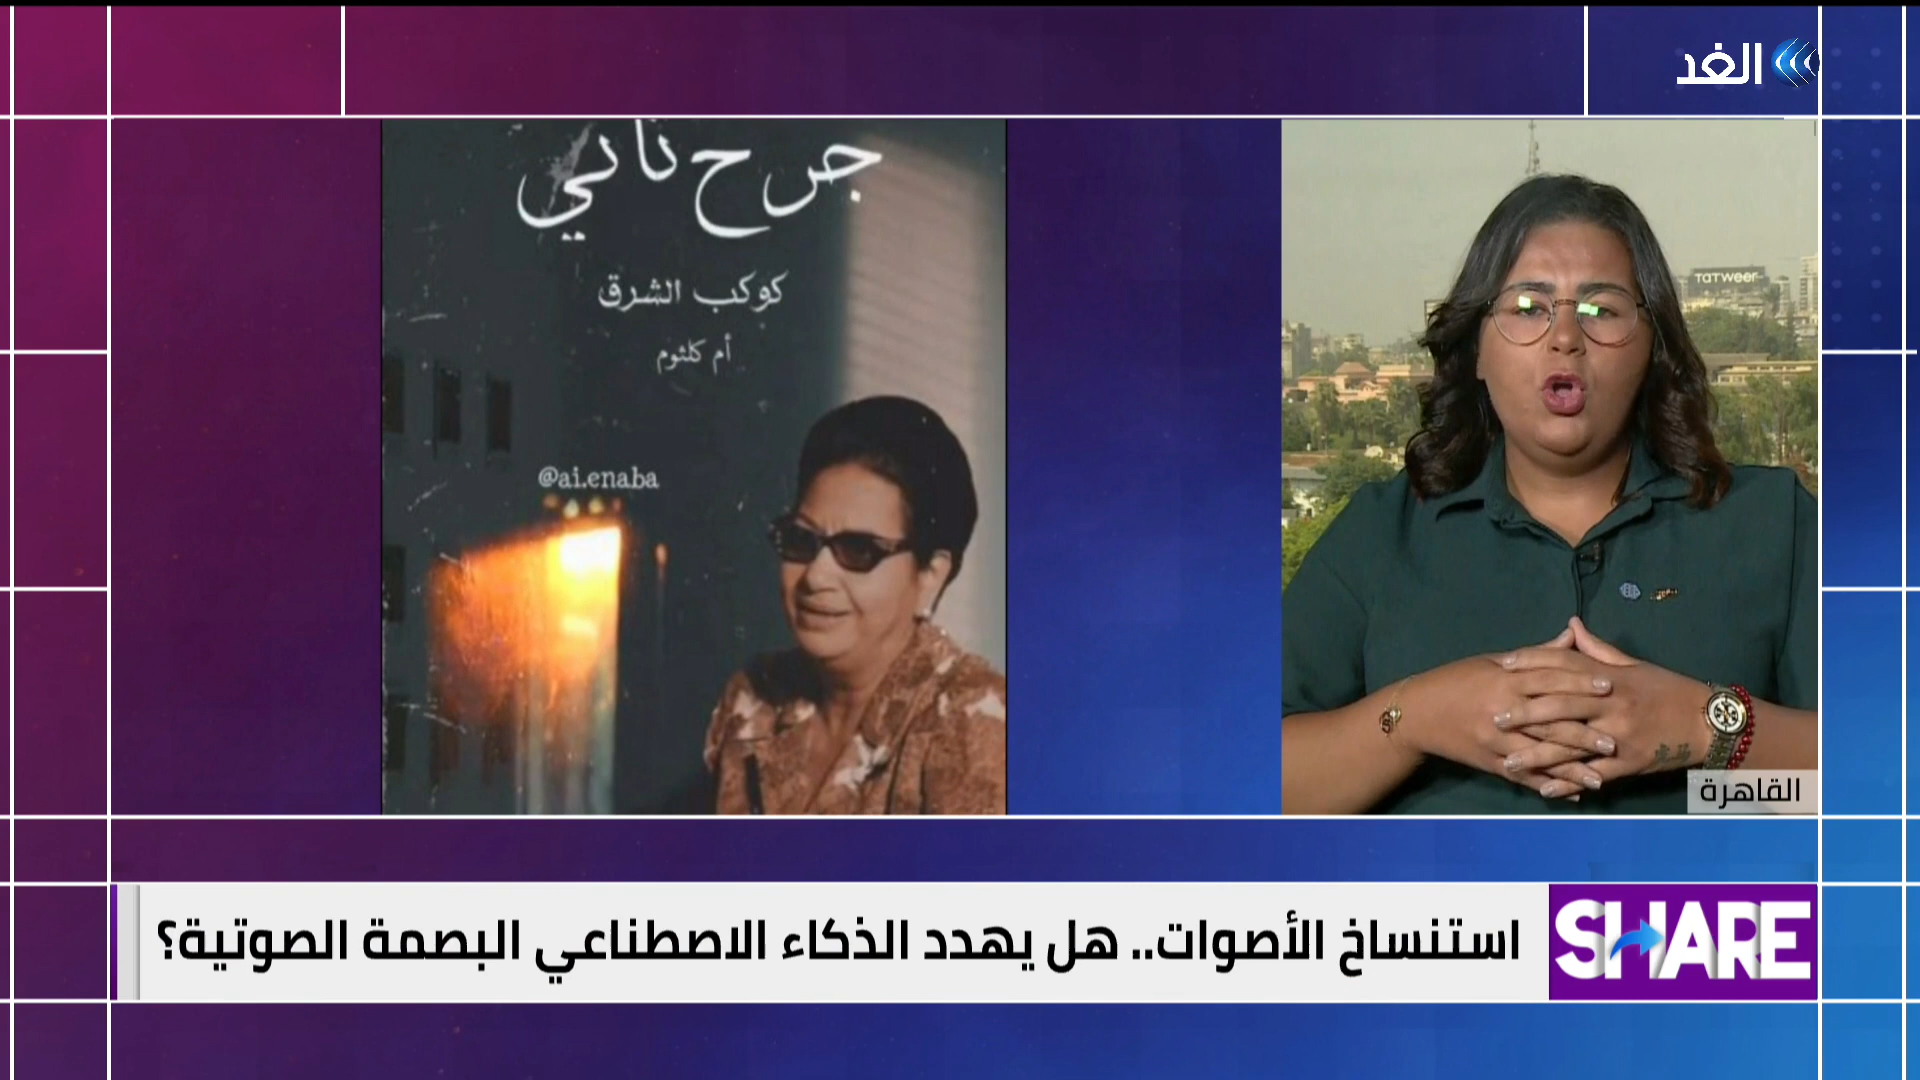 الغد
جرح تاني
كوكب الشرق
أم كلثوم
@ai.enaba
TATWEER
القاهرة
استنساخ الأصوات.. هل يهدد الذكاء الاصطناعي البصمة الصوتية؟
SHARE